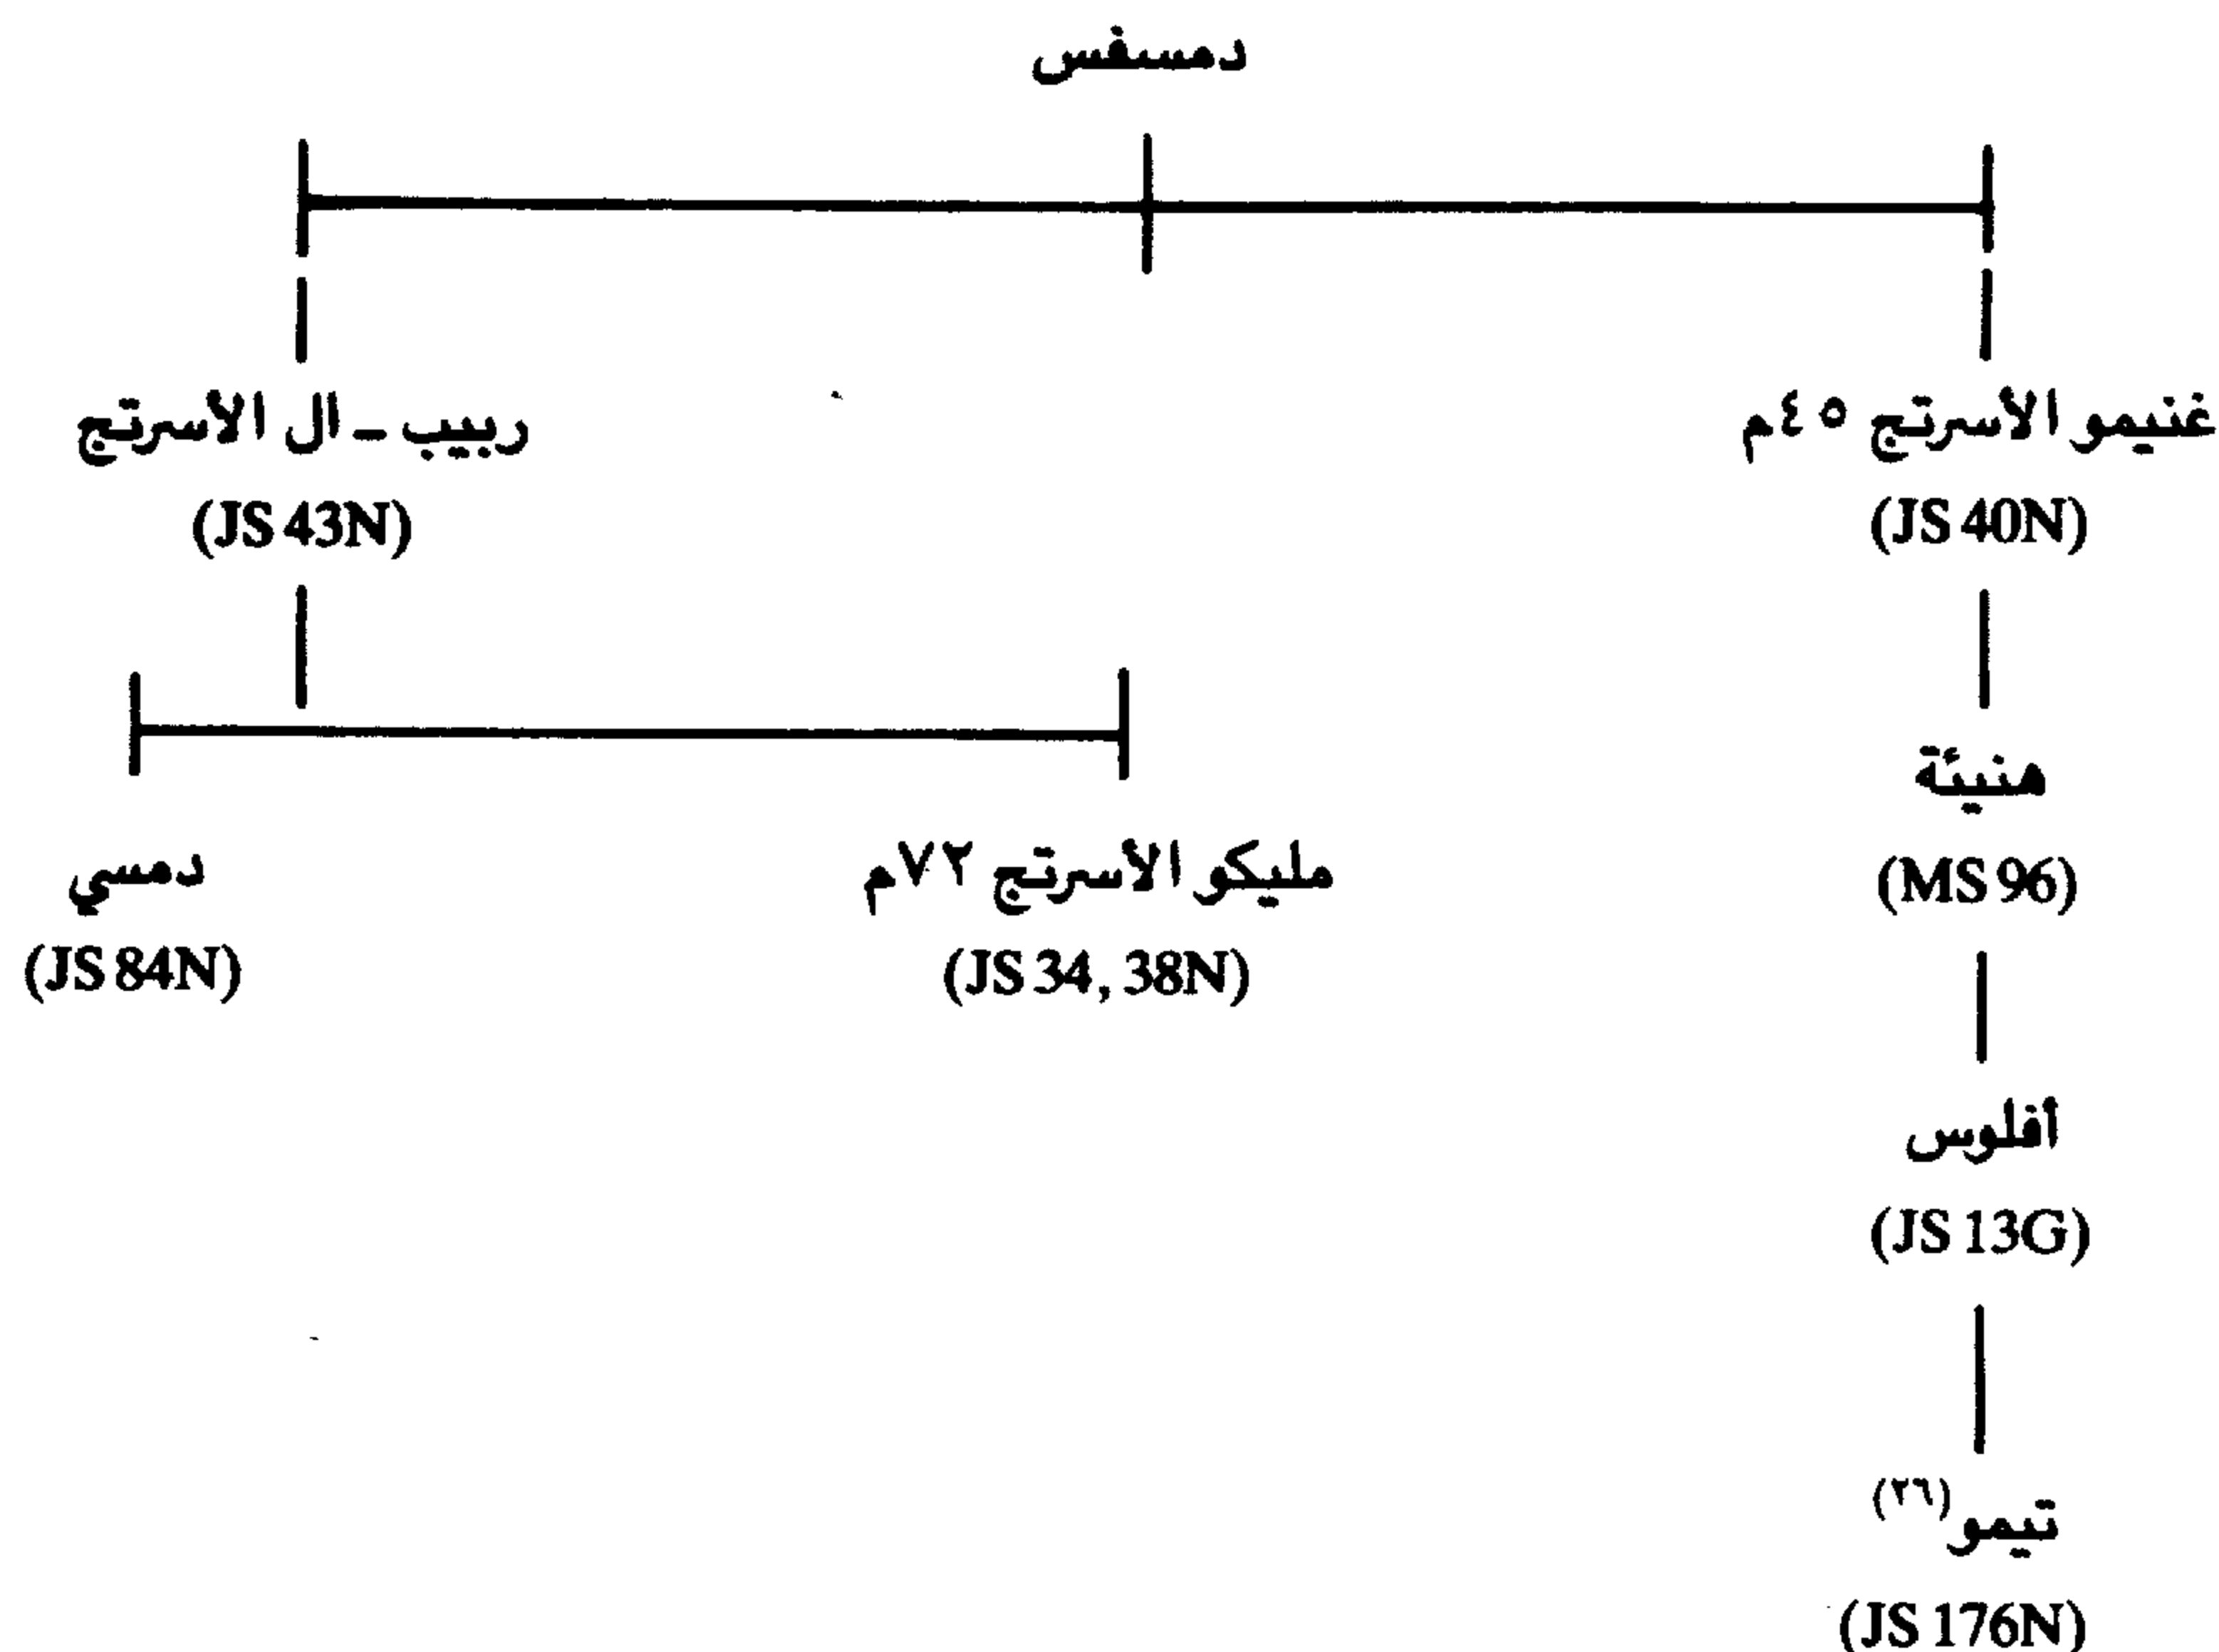 دمسفس
غنيمو الأسرتج ٤٥م
(JS 40N)
ربيب ــ ال الأسرتج
(JS 43N)
هنيئة
(MS 96)
مليكو الأسرتج ٧٢م
(JS 34, 38N)
دمسي
(JS 84N)
أفلوس
(JS 13G)
تيمو(٢٦)
(JS 176N)